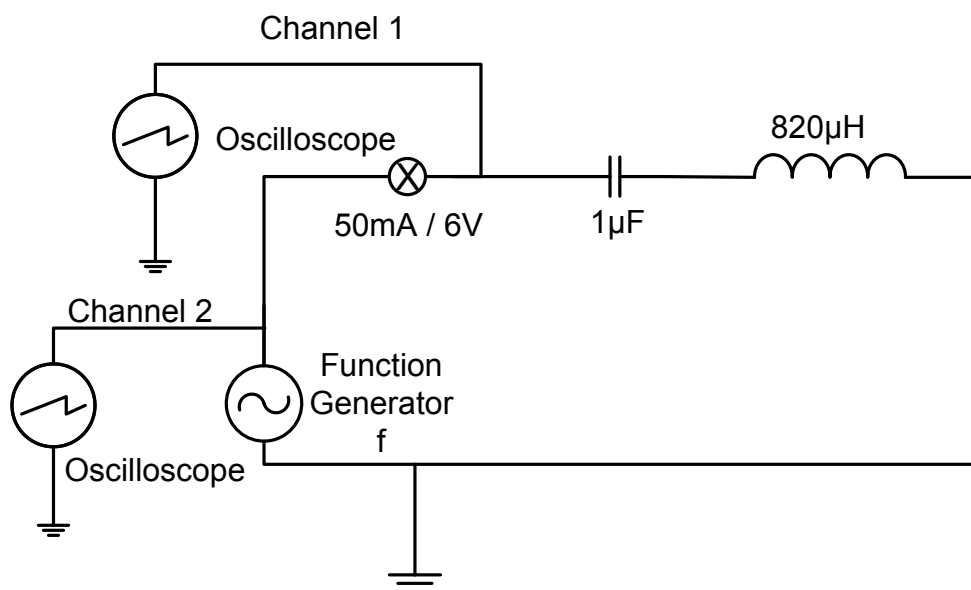 Channel 1
Oscilloscope
820µH
50mA / 6V
1µF
Channel 2
Function
Generator
f
Oscilloscope